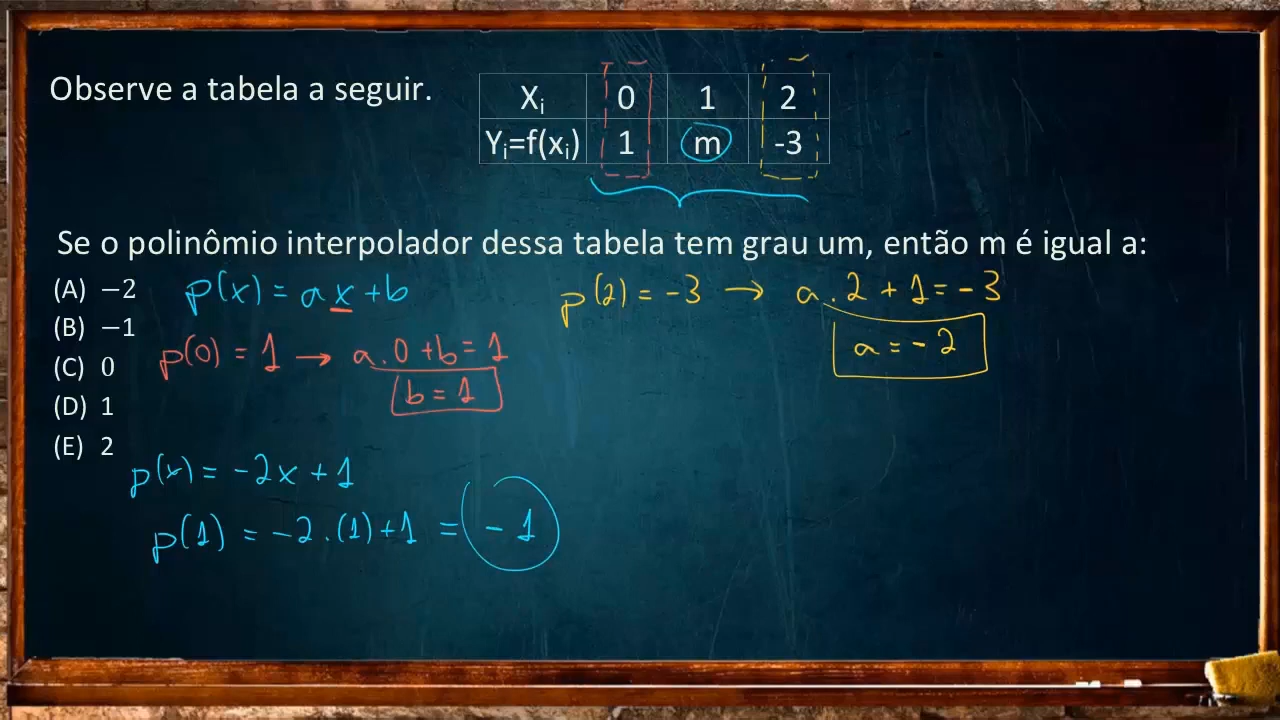 Observe a tabela a seguir.
Xi 0 1 2
Yi=f(xi) 1 m -3
Se o polinômio interpolador dessa tabela tem grau um, então m é igual a:
(A) −2
(B) −1
(C) 0
(D) 1
(E) 2
p(x) = ax+b
p(0) = 1 → a.0+b=1
b=1
p(2) = -3 → a.2+1=-3
a=-2
p(x) = -2x+1
p(1) = -2.(1)+1 = -1